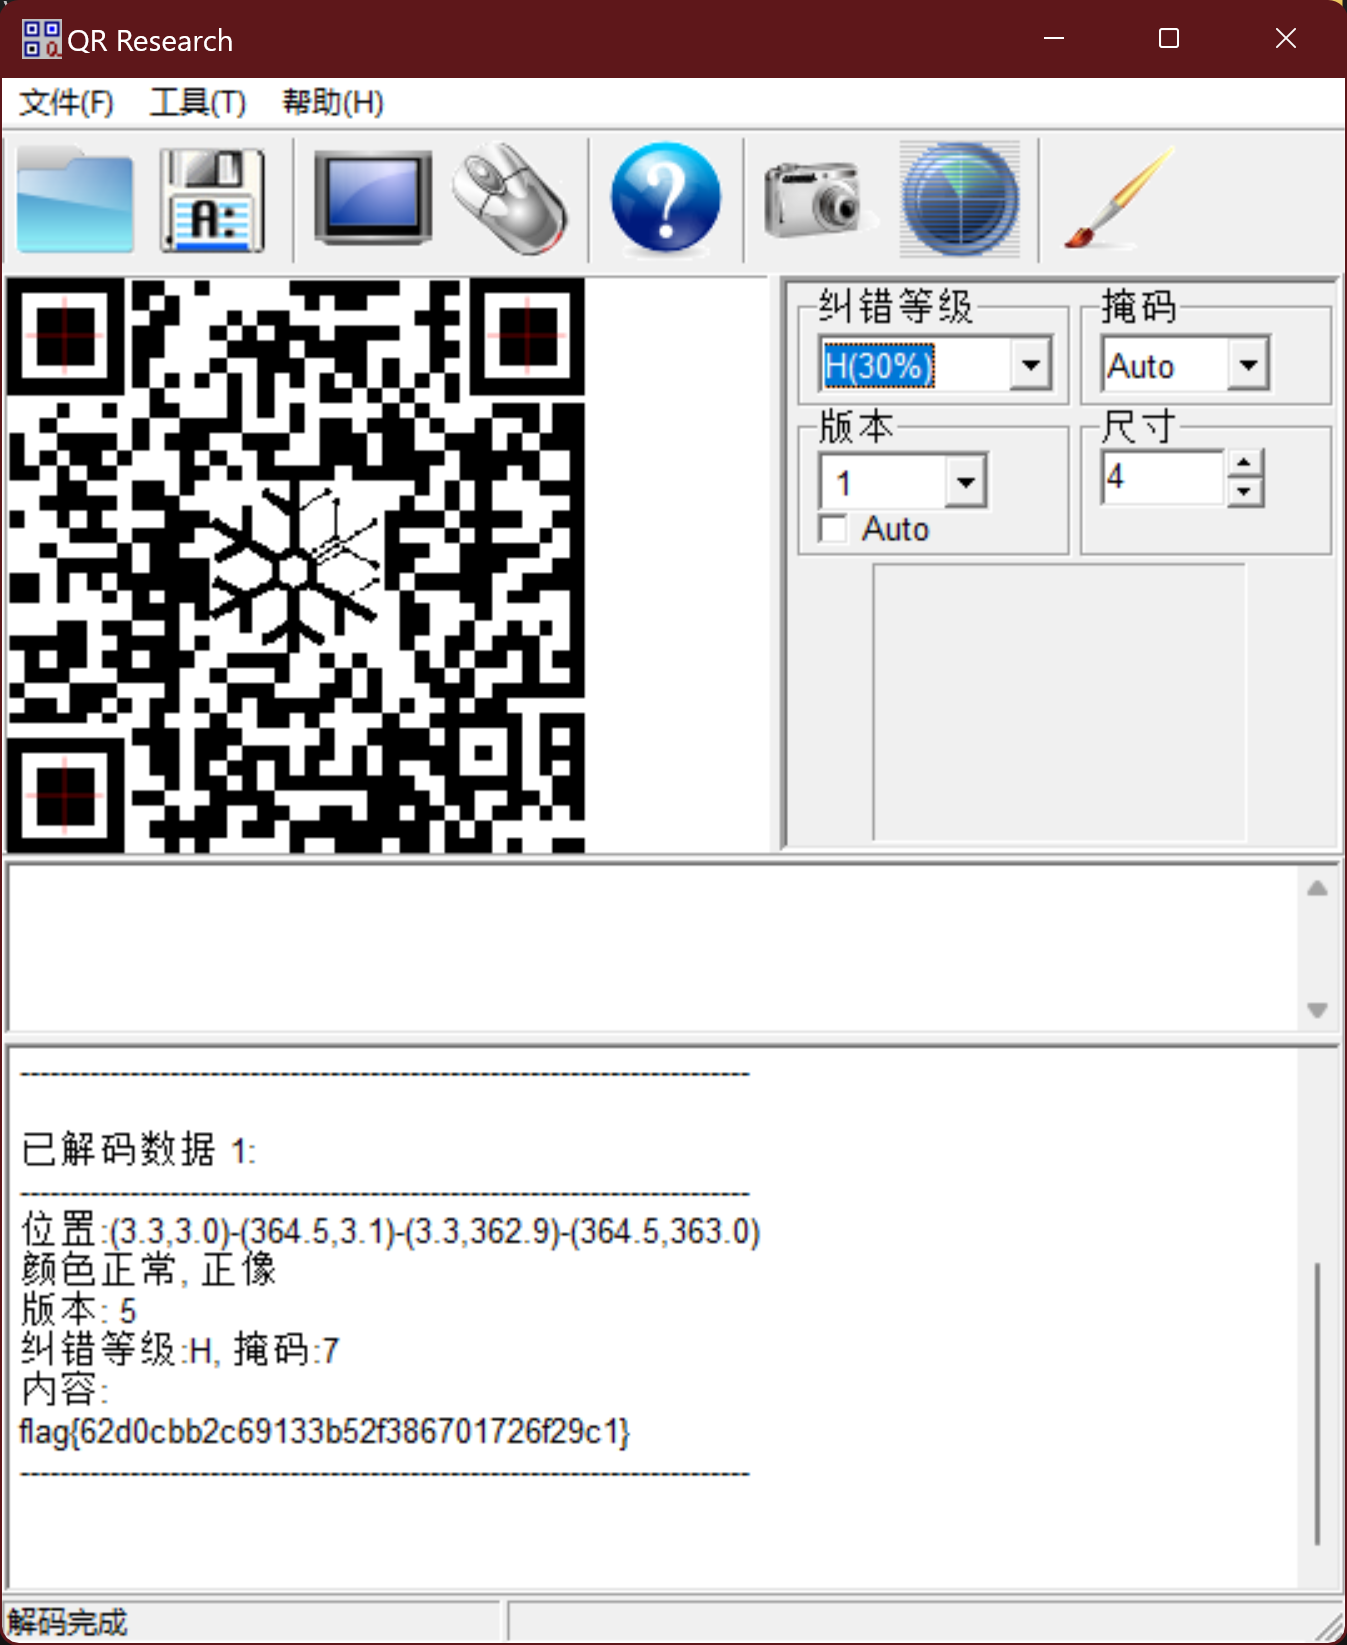 QR Research
文件(F) 工具(T) 帮助(H)
A:
纠错等级 掩码
H(30%) Auto
版本 尺寸
1 4
Auto
--------------------------------------------------------------------------------
已解码数据 1:
--------------------------------------------------------------------------------
位置:(3.3,3.0)-(364.5,3.1)-(3.3,362.9)-(364.5,363.0)
颜色正常, 正像
版本: 5
纠错等级:H, 掩码:7
内容:
flag{62d0cbb2c69133b52f386701726f29c1}
--------------------------------------------------------------------------------
解码完成